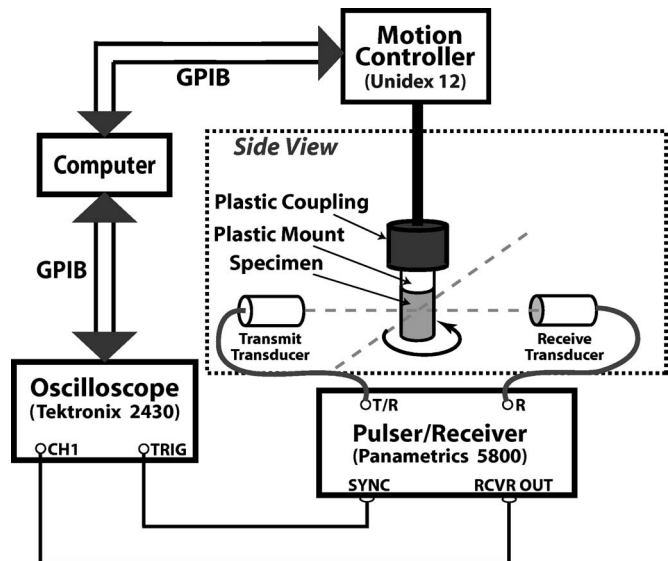 Motion
Controller
(Unidex 12)
GPIB
Computer
Side View
Plastic Coupling
Plastic Mount
Specimen
GPIB
Transmit
Transducer
Receive
Transducer
Oscilloscope
(Tektronix 2430)
CH1
TRIG
T/R
R
Pulser/Receiver
(Panametrics 5800)
SYNC
RCVR OUT